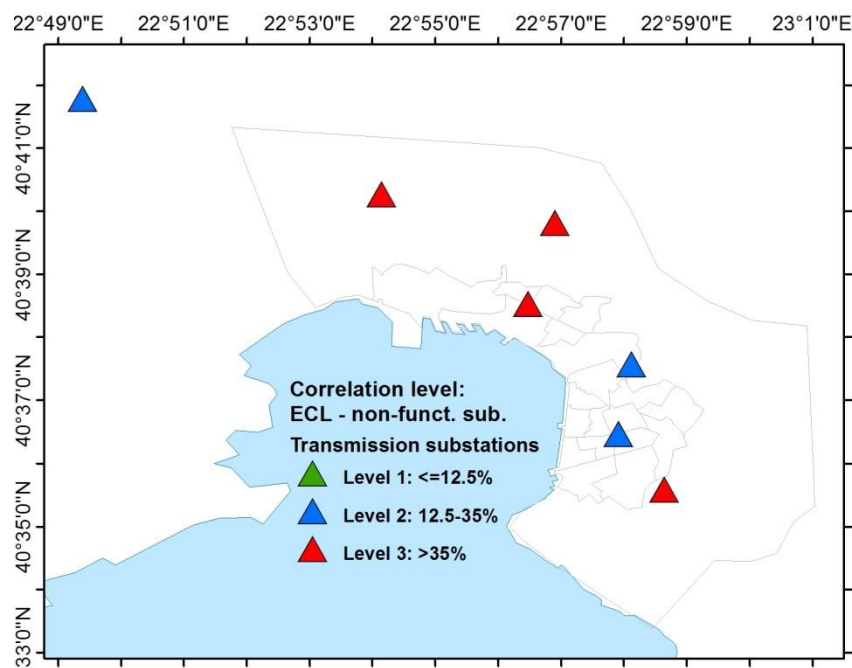 22°49'0"E 22°51'0"E 22°53'0"E 22°55'0"E 22°57'0"E 22°59'0"E 23°1'0"E
40°41'0"N
40°39'0"N
40°37'0"N
40°35'0"N
33'0"N
Correlation level:
ECL - non-funct. sub.
Transmission substations
Level 1: <=12.5%
Level 2: 12.5-35%
Level 3: >35%